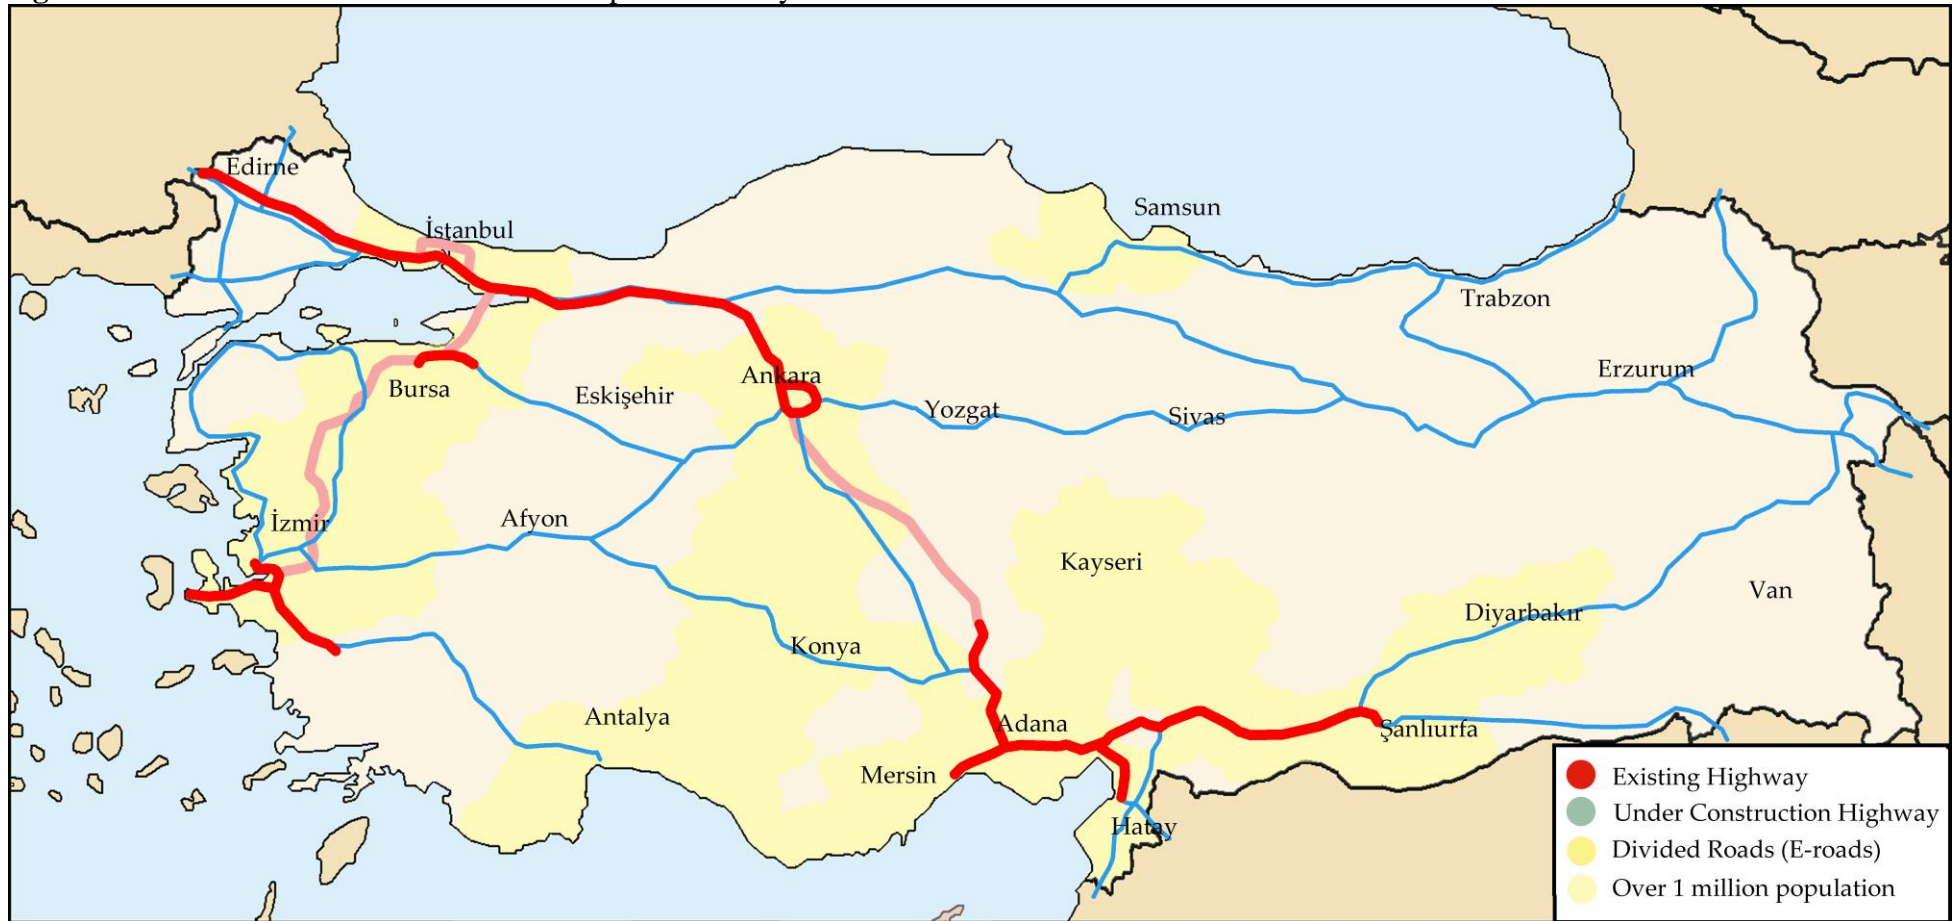 Edirne
İstanbul
Samsun
Trabzon
Bursa
Eskişehir
Ankara
Yozgat
Sivas
Erzurum
İzmir
Afyon
Kayseri
Konya
Diyarbakır
Van
Antalya
Mersin
Adana
Şanlıurfa
Hatay
Existing Highway
Under Construction Highway
Divided Roads (E-roads)
Over 1 million population